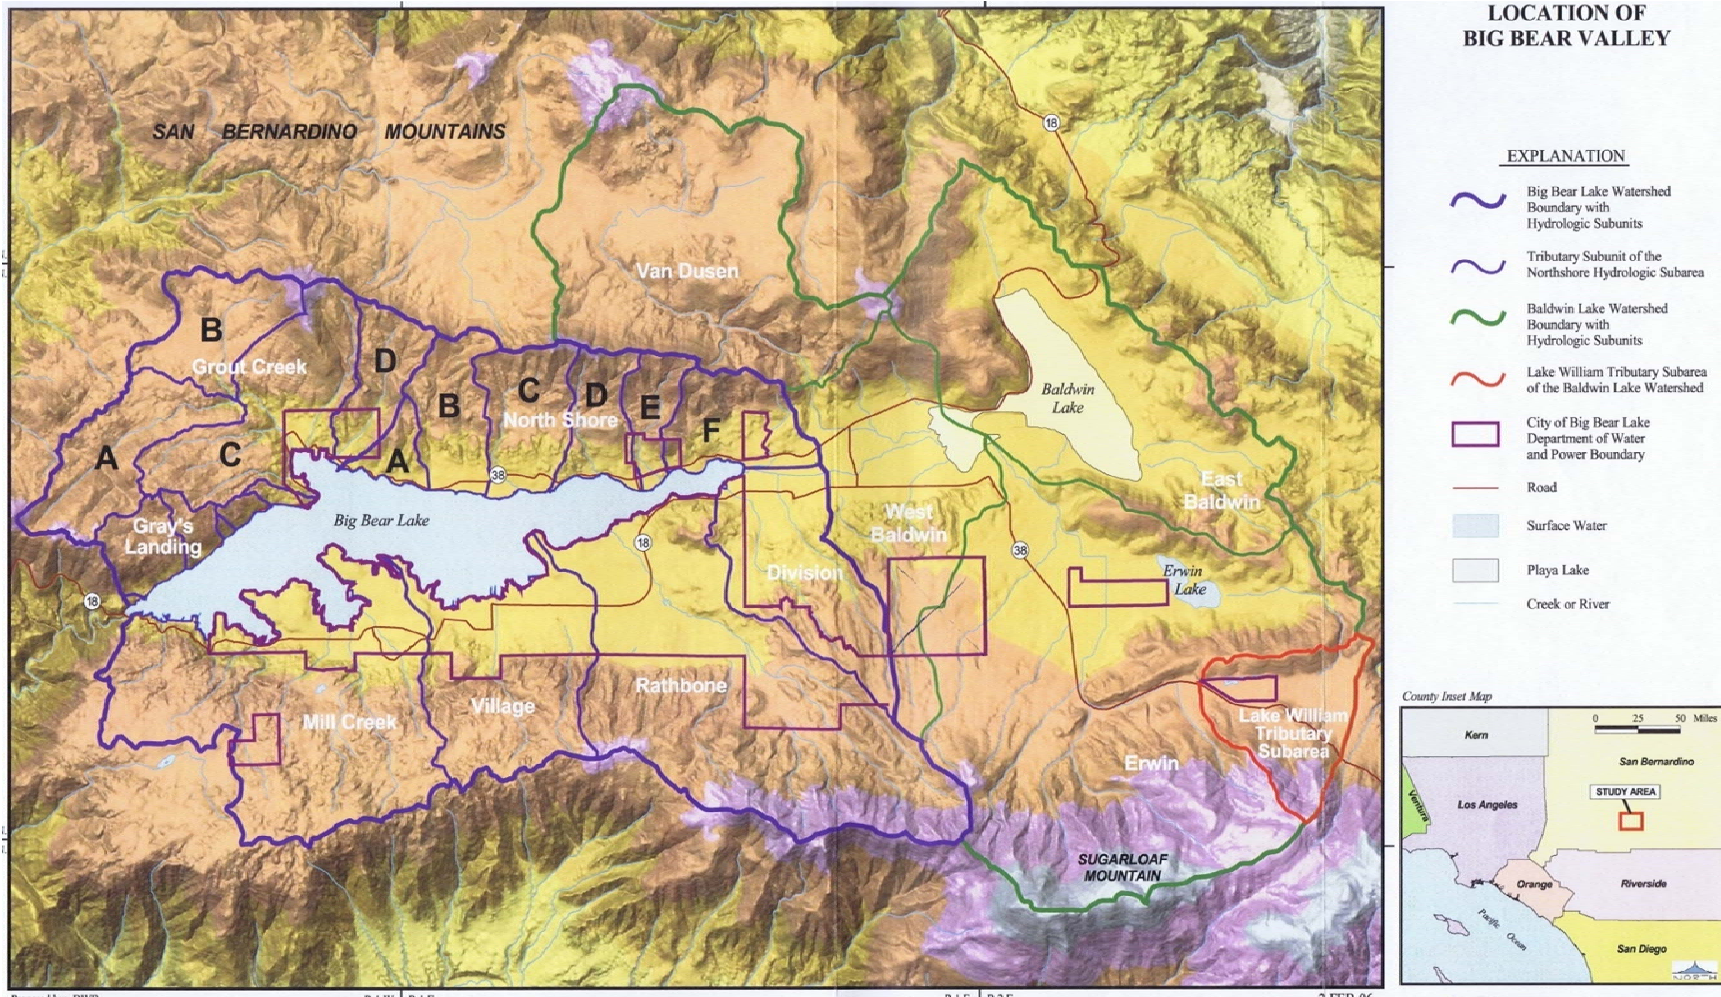 LOCATION OF
BIG BEAR VALLEY
EXPLANATION
Big Bear Lake Watershed
Boundary with
Hydrologic Subunits
Tributary Subunit of the
Northshore Hydrologic Subarea
Baldwin Lake Watershed
Boundary with
Hydrologic Subunits
Lake William Tributary Subarea
of the Baldwin Lake Watershed
City of Big Bear Lake
Department of Water
and Power Boundary
Road
Surface Water
Playa Lake
Creek or River
SAN BERNARDINO MOUNTAINS
18
Van Dusen
B
Grout Creek
D
B
C
D
E
North Shore
F
A
C
A
38
Baldwin
Lake
East
Baldwin
Gray's
Landing
Big Bear Lake
18
West
Baldwin
38
Division
Erwin
Lake
18
Mill Creek
Village
Rathbone
Lake William
Tributary
Subarea
Erwin
SUGARLOAF
MOUNTAIN
County Inset Map
0 25 50 Miles
Kern
San Bernardino
STUDY AREA
Los Angeles
Ventura
Orange
Riverside
Pacific Ocean
San Diego
NORTH